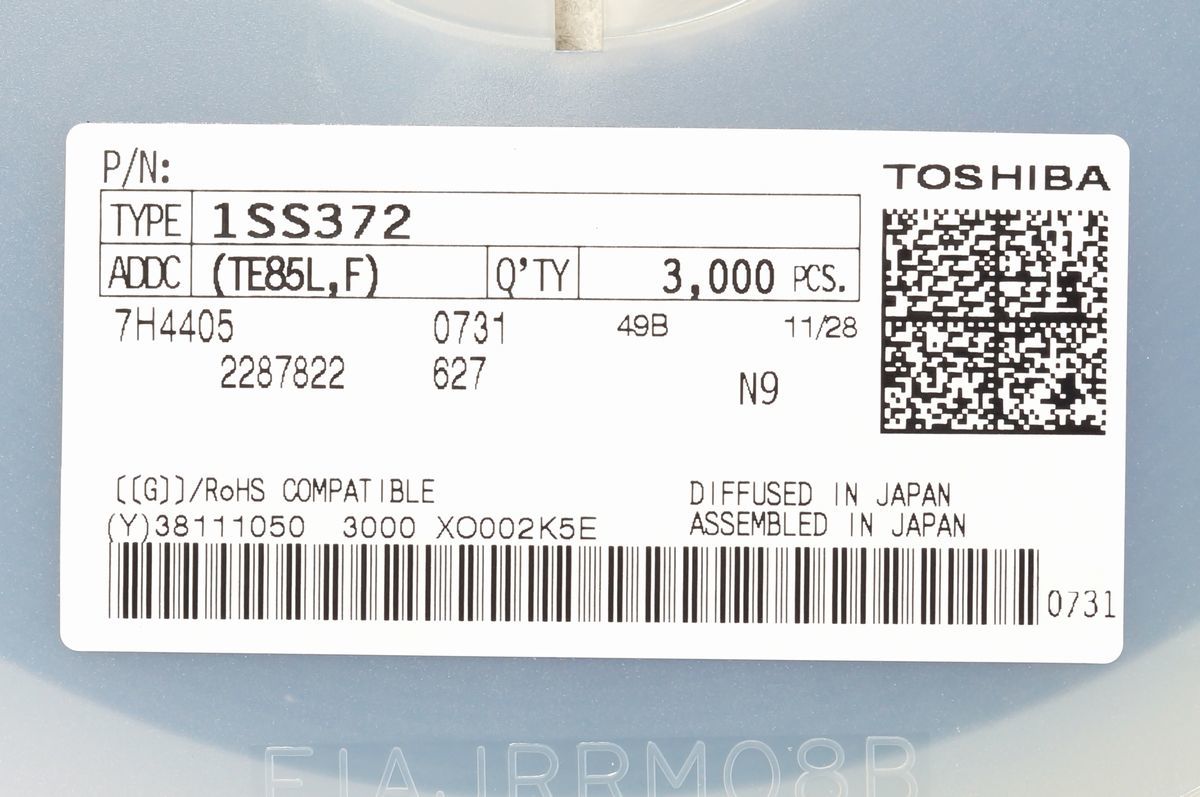 P/N:
TOSHIBA
TYPE 1SS372
ADDC (TE85L,F) Q'TY 3,000 PCS.
7H4405 0731 49B 11/28
2287822 627 N9
[[G]]/RoHS COMPATIBLE
DIFFUSED IN JAPAN
(Y)38111050 3000 XO002K5E
ASSEMBLED IN JAPAN
0731
EIAJRRM08B